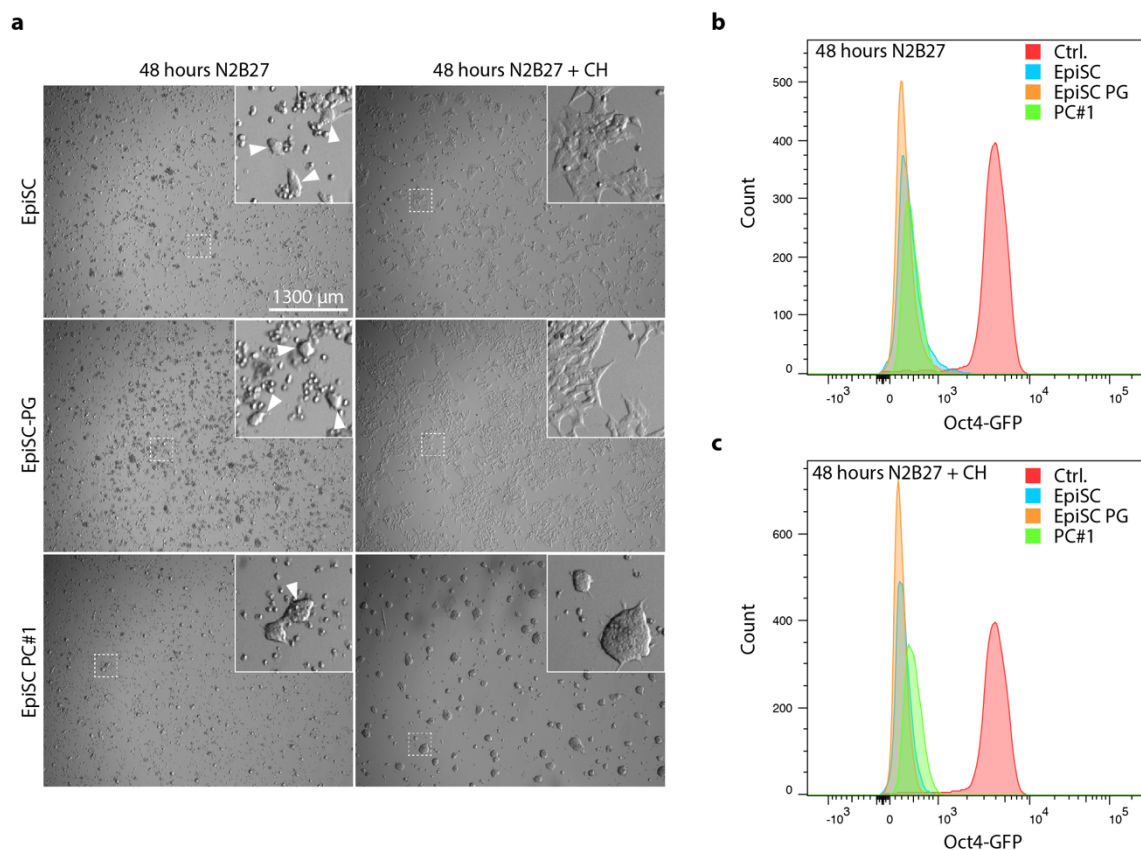 a
48 hours N2B27
48 hours N2B27 + CH
EpiSC
1300 µm
EpiSC-PG
EpiSC PC#1
b
48 hours N2B27
Ctrl.
EpiSC
EpiSC PG
PC#1
500
400
300
200
100
0
Count
-10³ 0 10³ 10⁴ 10⁵
Oct4-GFP
c
48 hours N2B27 + CH
Ctrl.
EpiSC
EpiSC PG
PC#1
600
400
200
0
Count
-10³ 0 10³ 10⁴ 10⁵
Oct4-GFP